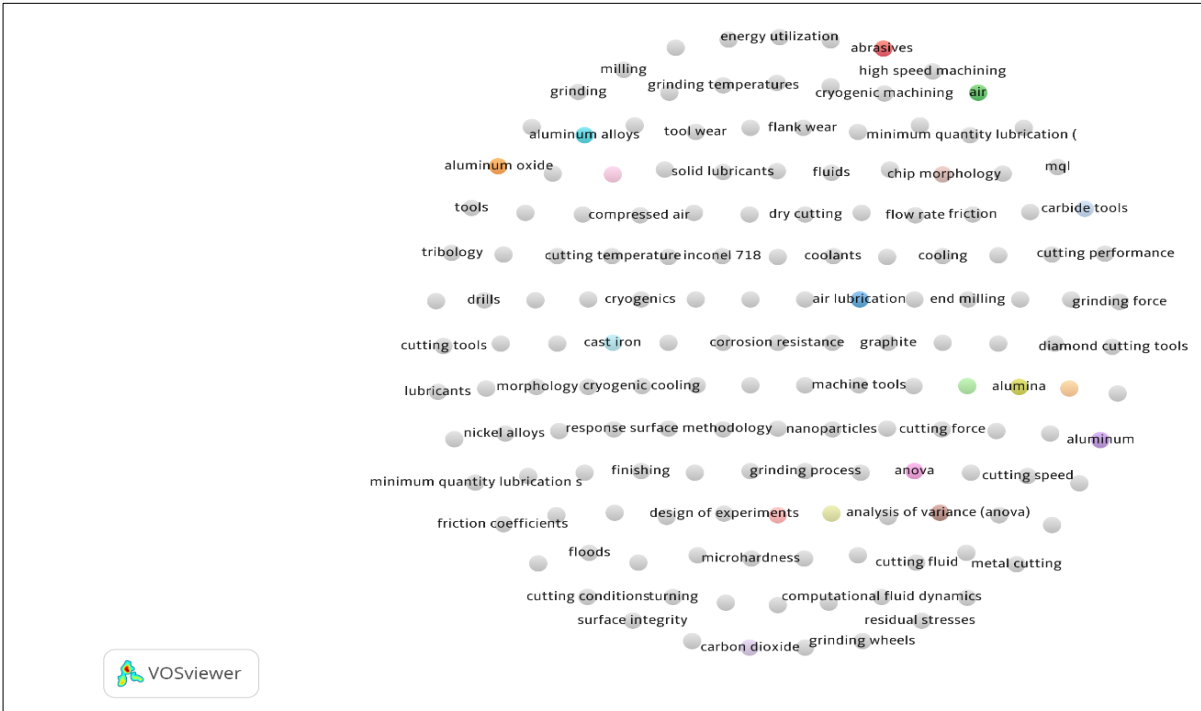 energy utilization
abrasives
milling
high speed machining
grinding temperatures
grinding
cryogenic machining
air
aluminum alloys
tool wear
flank wear
minimum quantity lubrication (
aluminum oxide
solid lubricants
fluids
chip morphology
mql
tools
compressed air
dry cutting
flow rate
friction
carbide tools
tribology
cutting temperature
inconel 718
coolants
cooling
cutting performance
drills
cryogenics
air lubrication
end milling
grinding force
cutting tools
cast iron
corrosion resistance
graphite
diamond cutting tools
lubricants
morphology
cryogenic cooling
machine tools
alumina
nickel alloys
response surface methodology
nanoparticles
cutting force
aluminum
minimum quantity lubrication s
finishing
grinding process
anova
cutting speed
friction coefficients
design of experiments
analysis of variance (anova)
floods
microhardness
cutting fluid
metal cutting
cutting conditions
turning
computational fluid dynamics
surface integrity
residual stresses
carbon dioxide
grinding wheels
VOSviewer